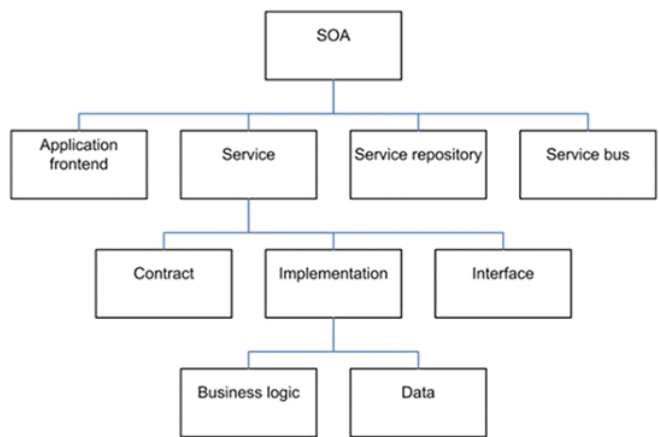 SOA
Application
frontend
Service
Service repository
Service bus
Contract
Implementation
Interface
Business logic
Data